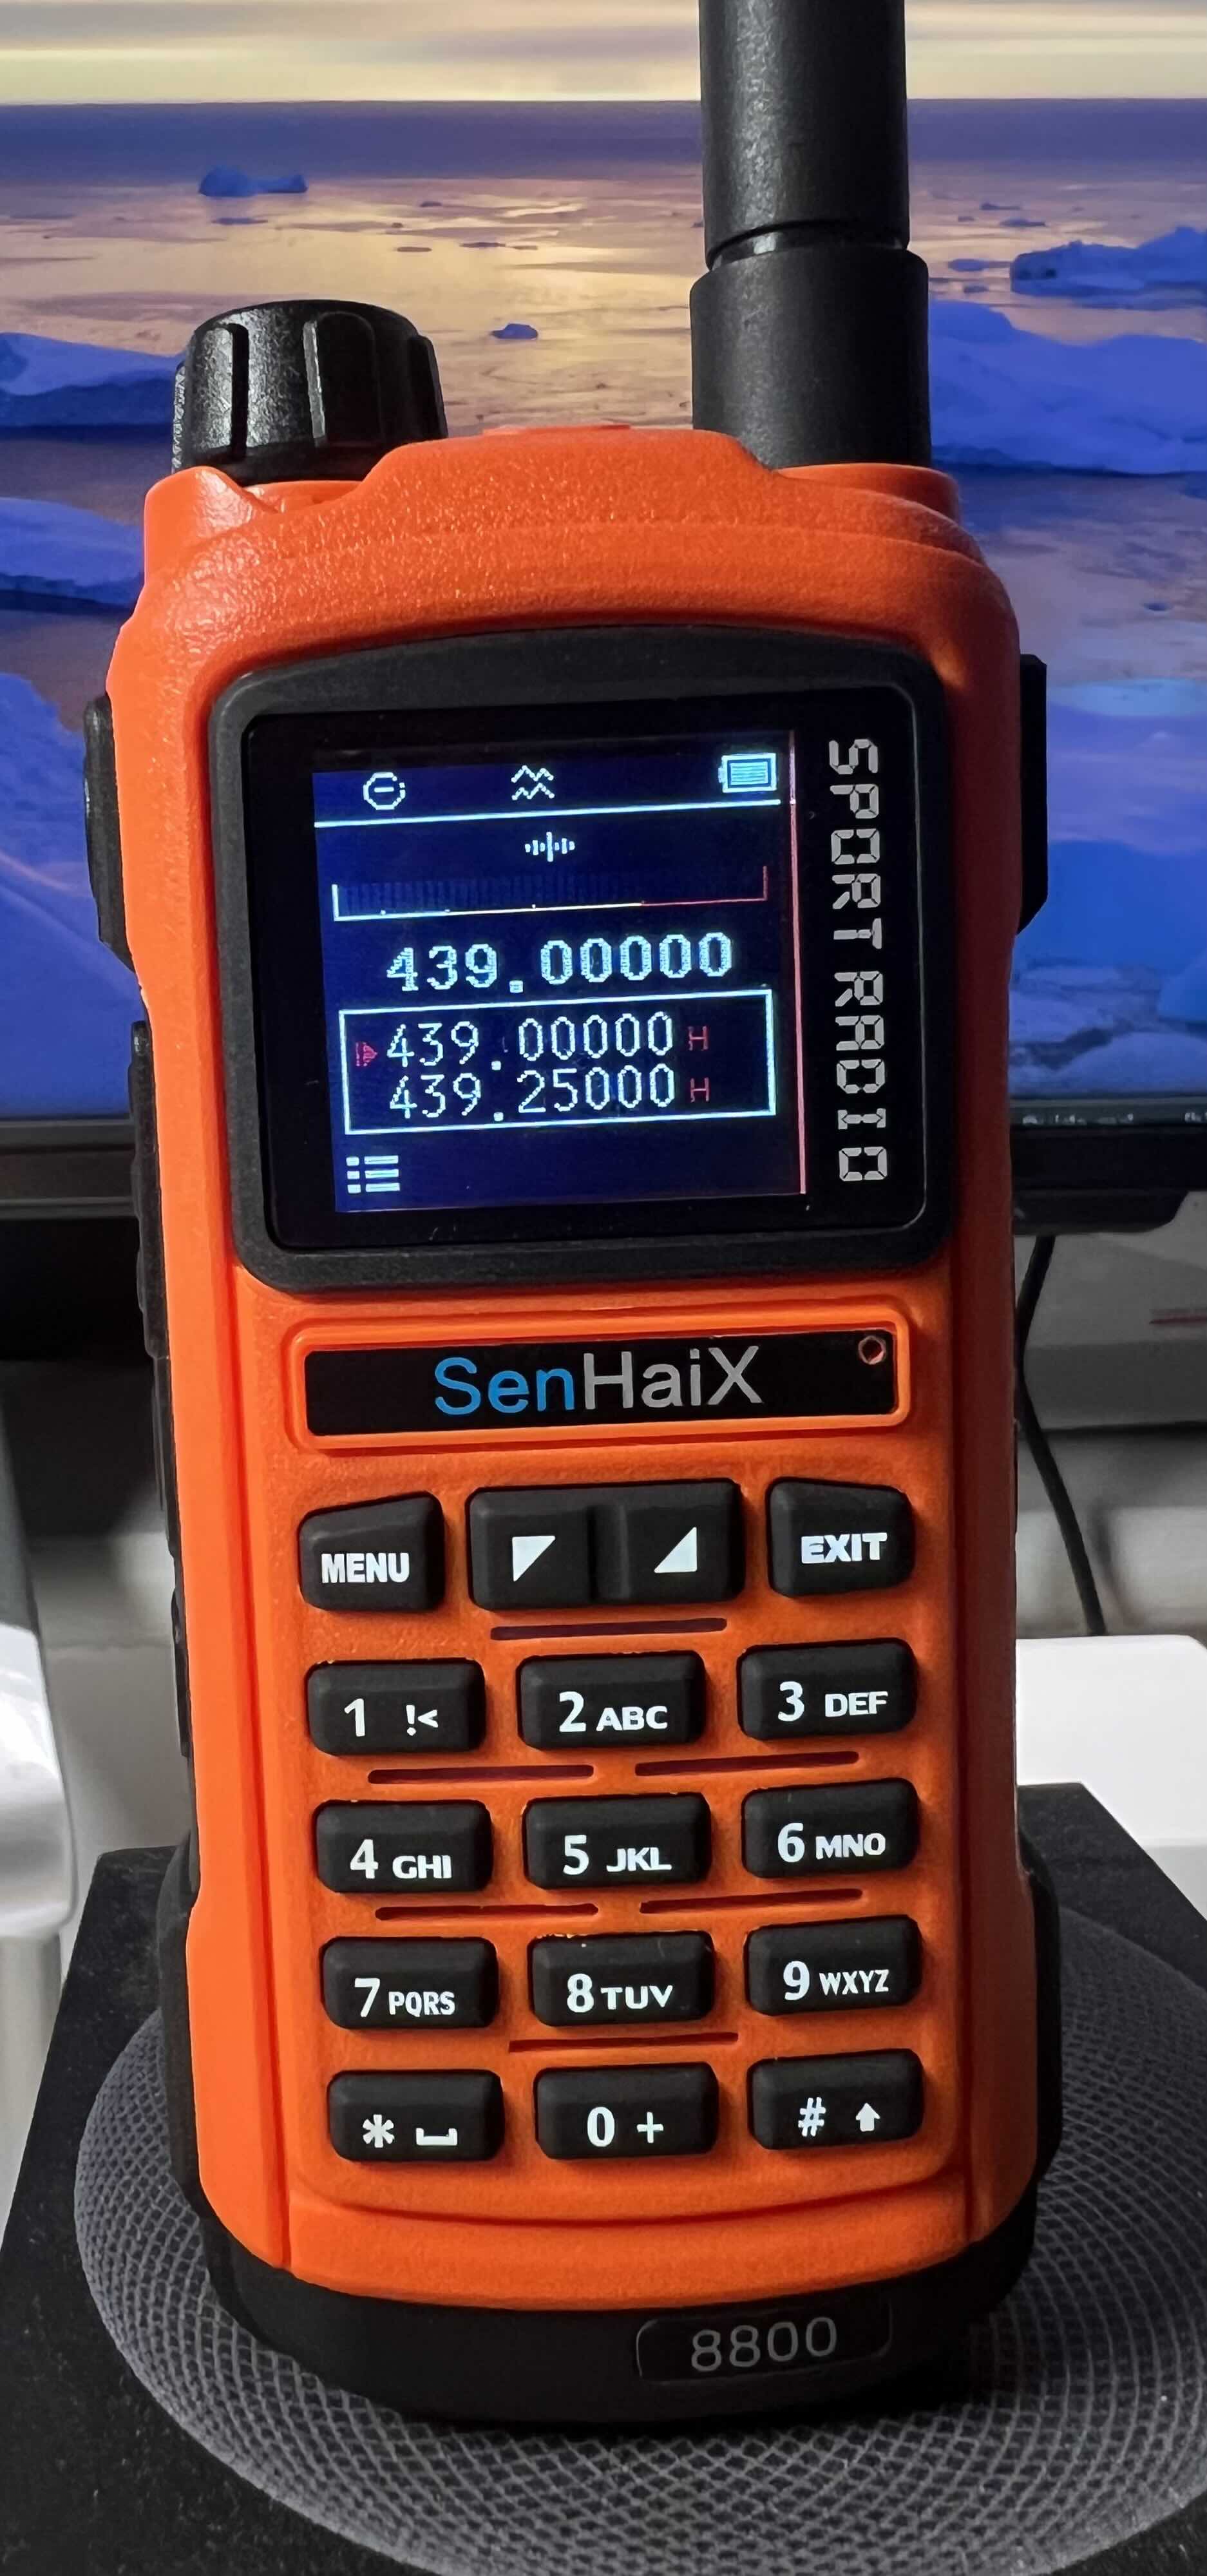 439.00000
439.00000 H
439.25000 H
SPORT RADIO
SenHaiX
MENU EXIT
1 !< 2 ABC 3 DEF
4 GHI 5 JKL 6 MNO
7 PQRS 8 TUV 9 WXYZ
* 0 + #
8800